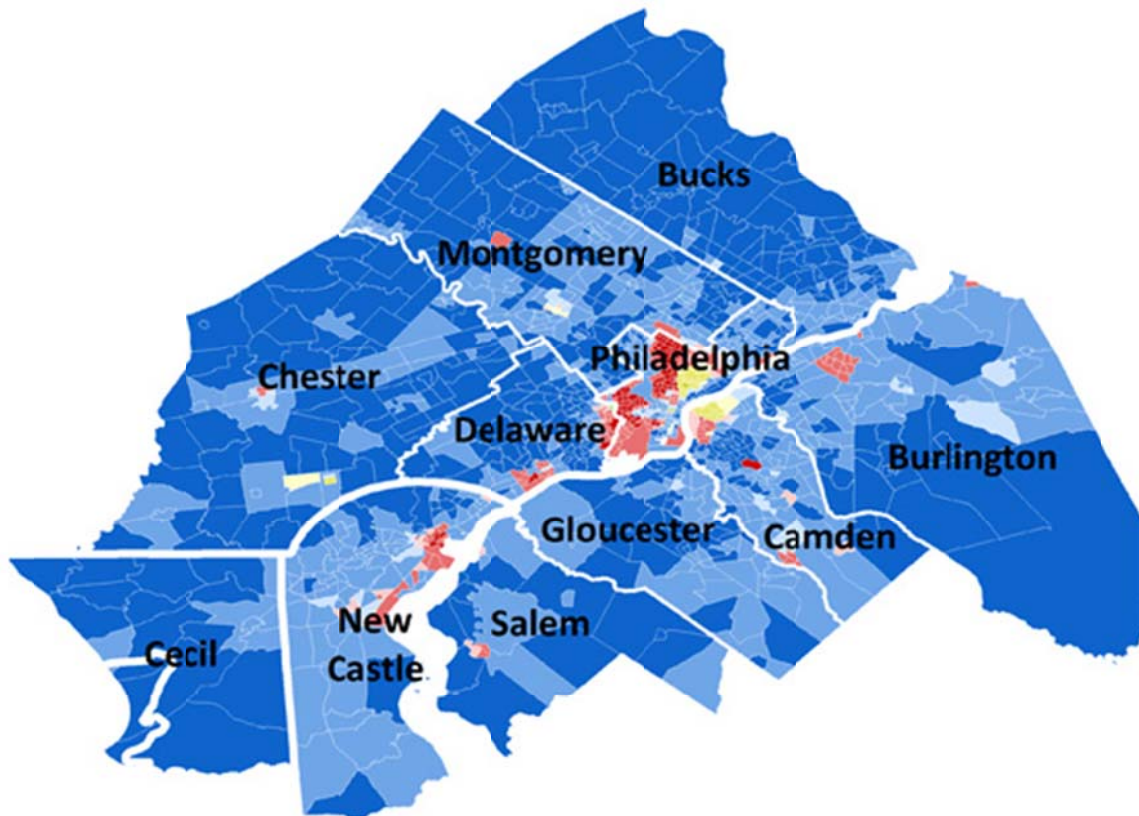 Bucks
Montgomery
Philadelphia
Chester
Delaware
Burlington
Gloucester
Camden
New
Castle
Salem
Cecil